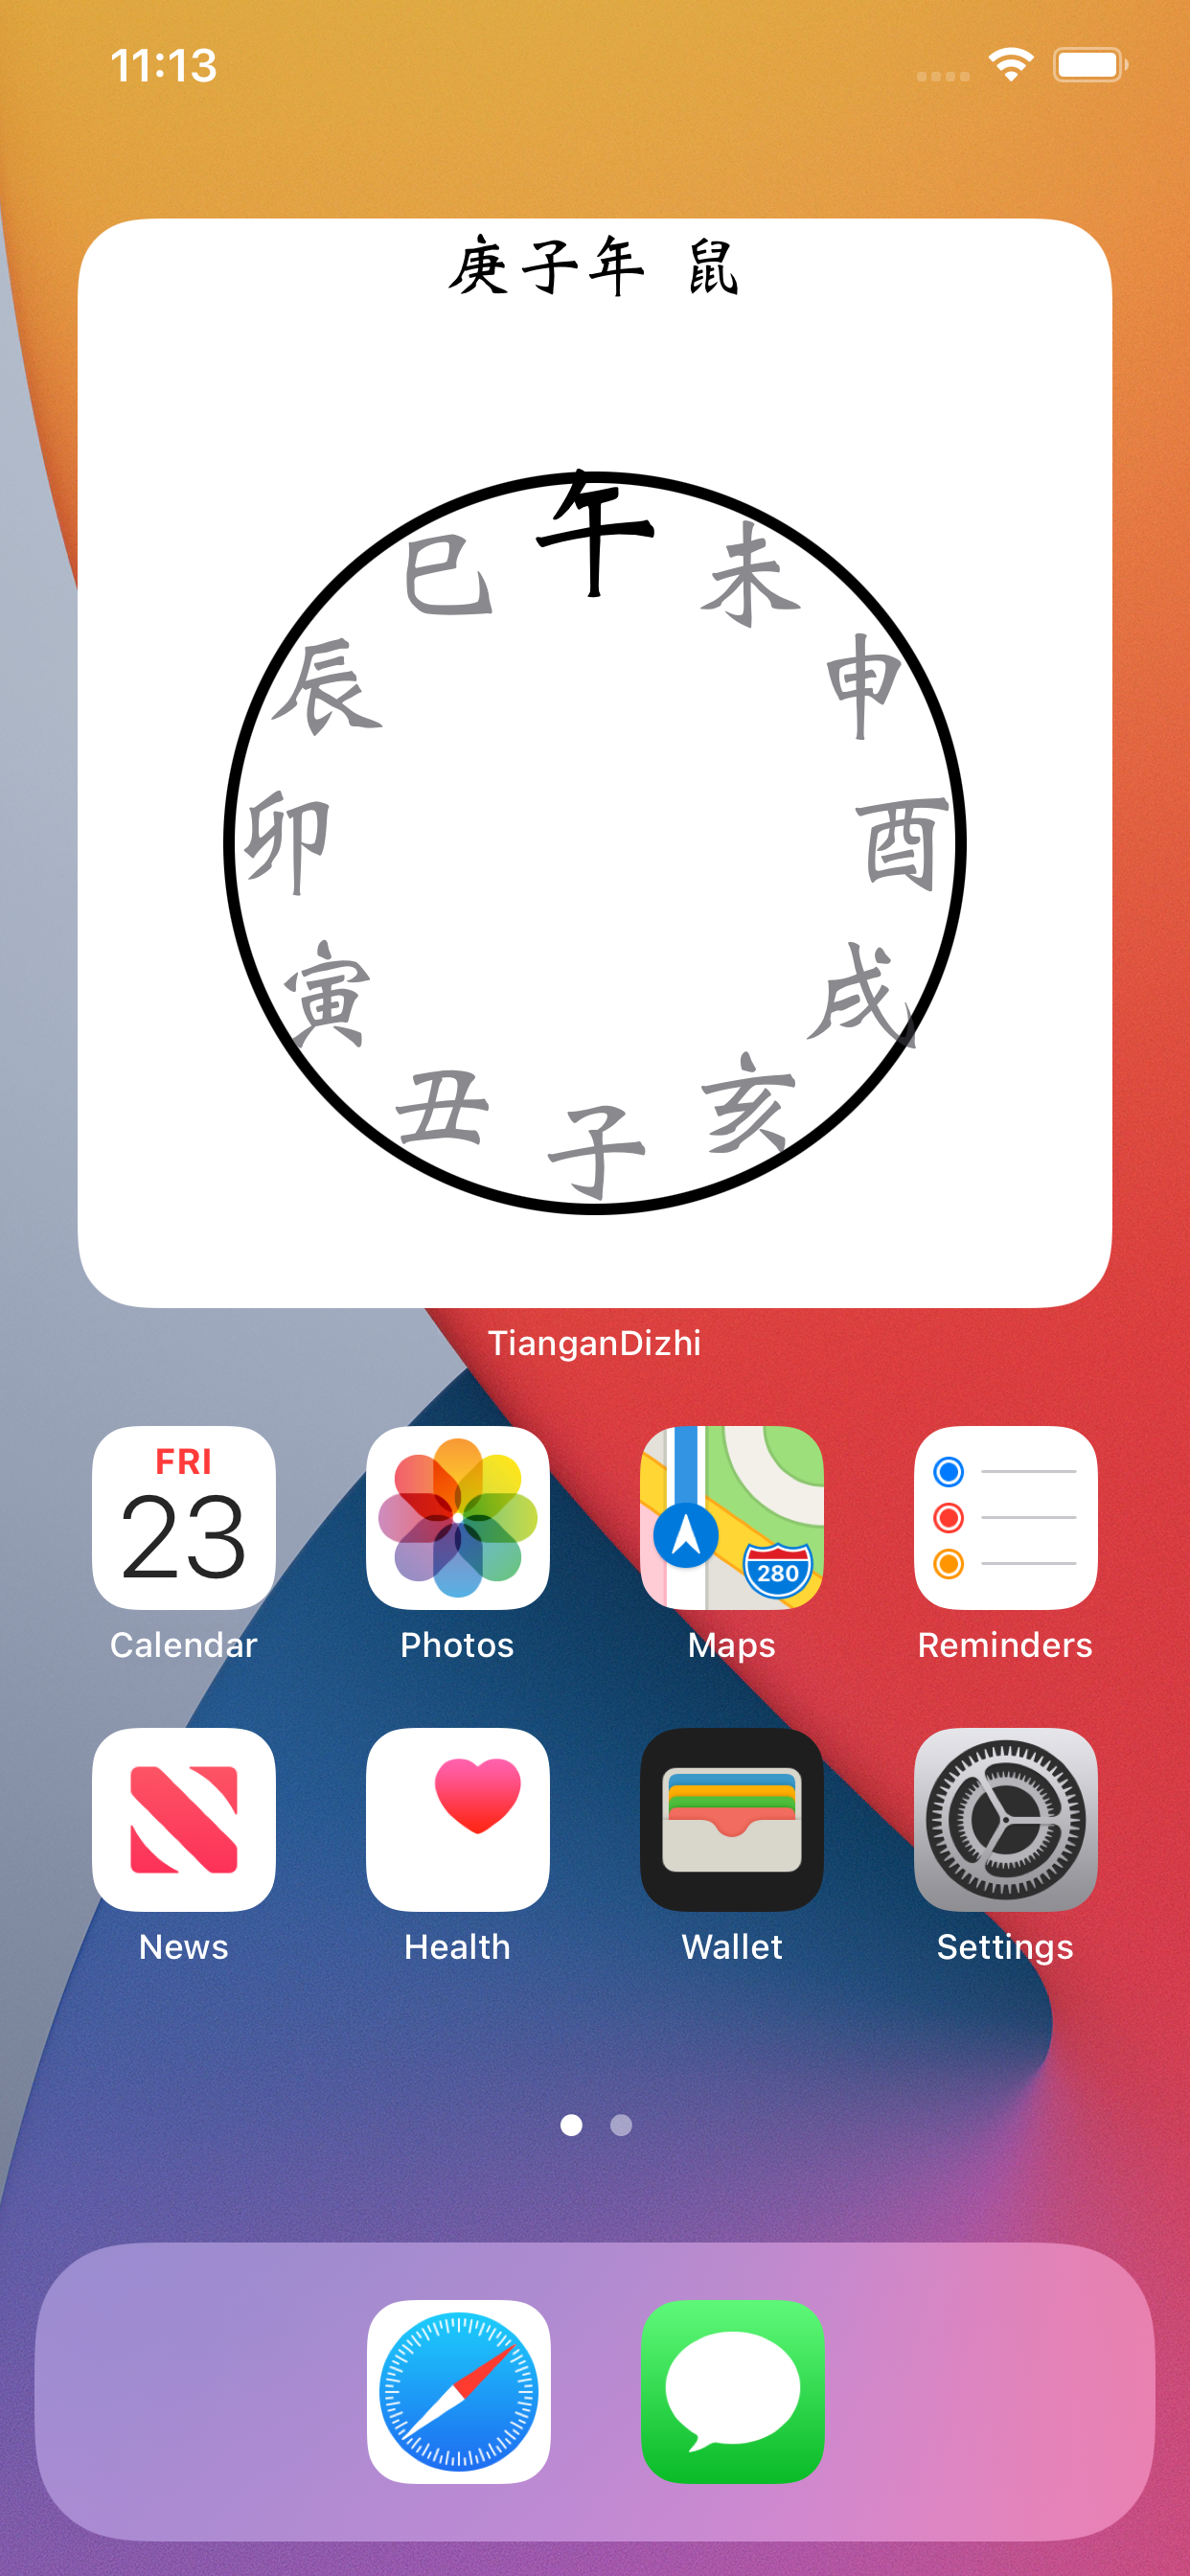 11:13
庚子年 鼠
午
未
申
酉
戌
亥
子
丑
寅
卯
辰
巳
TianganDizhi
FRI
23
280
Calendar Photos Maps Reminders
News Health Wallet Settings